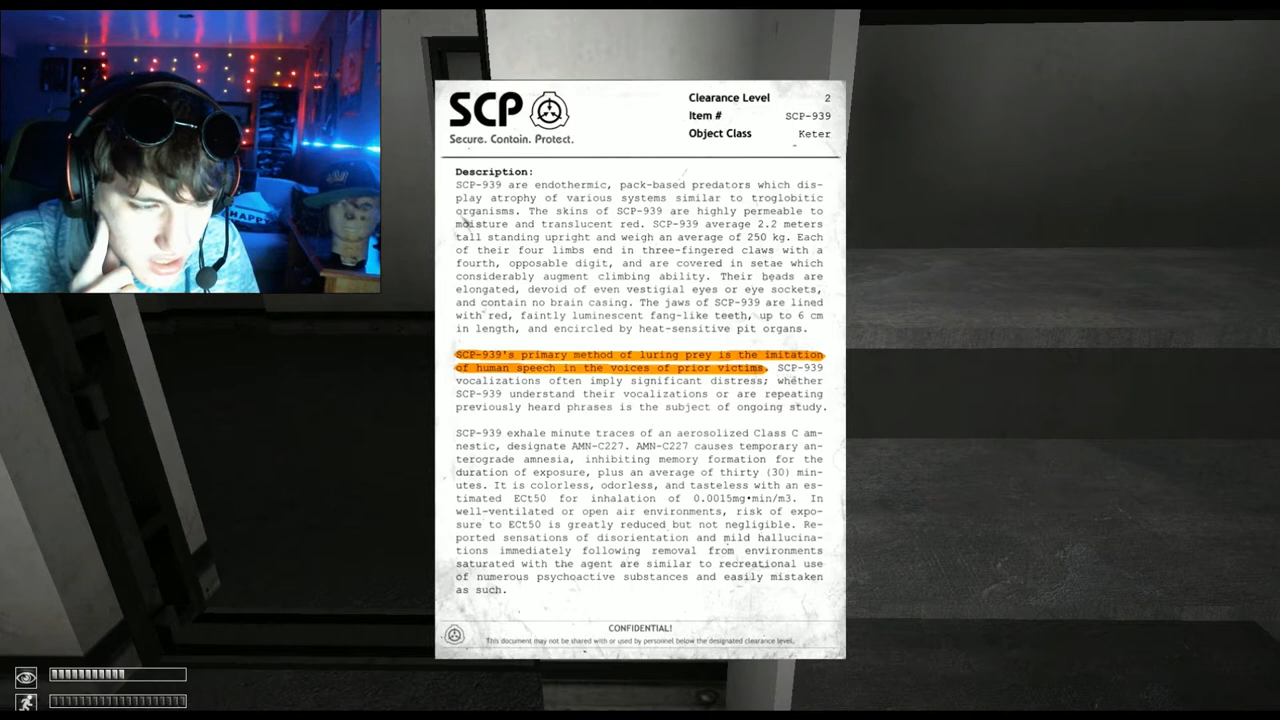 HAPPY
SCP
Secure. Contain. Protect.
Clearance Level 2
Item # SCP-939
Object Class Keter
Description:
SCP-939 are endothermic, pack-based predators which dis-
play atrophy of various systems similar to troglobitic
organisms. The skins of SCP-939 are highly permeable to
moisture and translucent red. SCP-939 average 2.2 meters
tall standing upright and weigh an average of 250 kg. Each
of their four limbs end in three-fingered claws with a
fourth, opposable digit, and are covered in setae which
considerably augment climbing ability. Their heads are
elongated, devoid of even vestigial eyes or eye sockets,
and contain no brain casing. The jaws of SCP-939 are lined
with red, faintly luminescent fang-like teeth, up to 6 cm
in length, and encircled by heat-sensitive pit organs.
SCP-939's primary method of luring prey is the imitation
of human speech in the voices of prior victims. SCP-939
vocalizations often imply significant distress; whether
SCP-939 understand their vocalizations or are repeating
previously heard phrases is the subject of ongoing study.
SCP-939 exhale minute traces of an aerosolized Class C am-
nestic, designate AMN-C227. AMN-C227 causes temporary an-
terograde amnesia, inhibiting memory formation for the
duration of exposure, plus an average of thirty (30) min-
utes. It is colorless, odorless, and tasteless with an es-
timated ECt50 for inhalation of 0.0015mg•min/m3. In
well-ventilated or open air environments, risk of expo-
sure to ECt50 is greatly reduced but not negligible. Re-
ported sensations of disorientation and mild hallucina-
tions immediately following removal from environments
saturated with the agent are similar to recreational use
of numerous psychoactive substances and easily mistaken
as such.
CONFIDENTIAL!
This document may not be shared with or used by personnel below the designated clearance level.